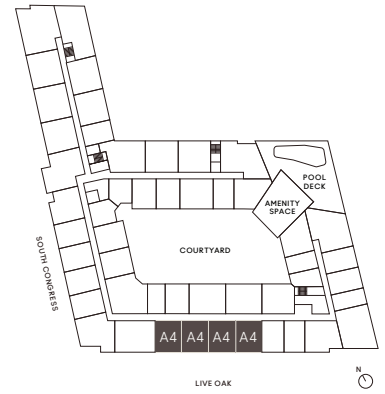 POOL
DECK
AMENITY
SPACE
COURTYARD
SOUTH CONGRESS
A4 A4 A4 A4
LIVE OAK
N